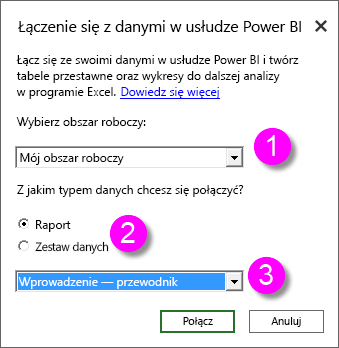 Łączenie się z danymi w usłudze Power BI
Łącz się ze swoimi danymi w usłudze Power BI i twórz
tabele przestawne oraz wykresy do dalszej analizy
w programie Excel. Dowiedz się więcej
Wybierz obszar roboczy:
Mój obszar roboczy
1
Z jakim typem danych chcesz się połączyć?
Raport
2
Zestaw danych
Wprowadzenie — przewodnik
3
Połącz
Anuluj